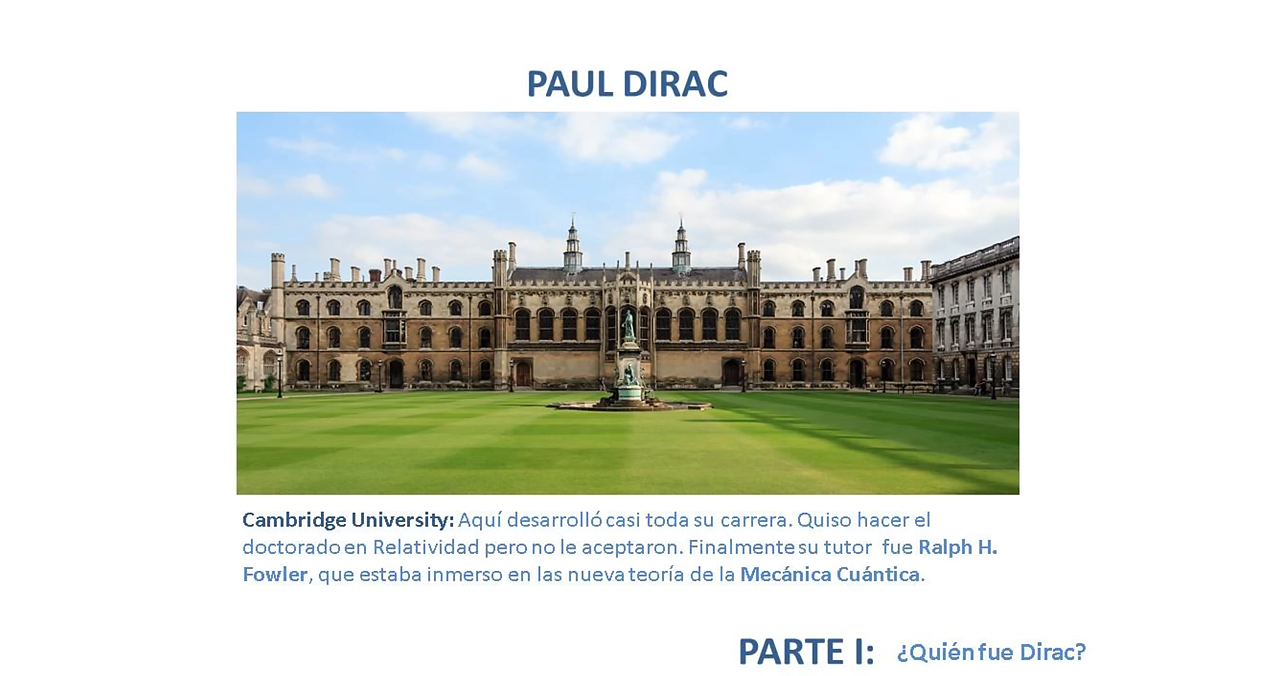 PAUL DIRAC
Cambridge University: Aquí desarrolló casi toda su carrera. Quiso hacer el
doctorado en Relatividad pero no le aceptaron. Finalmente su tutor fue Ralph H.
Fowler, que estaba inmerso en las nueva teoría de la Mecánica Cuántica.
PARTE I: ¿Quién fue Dirac?